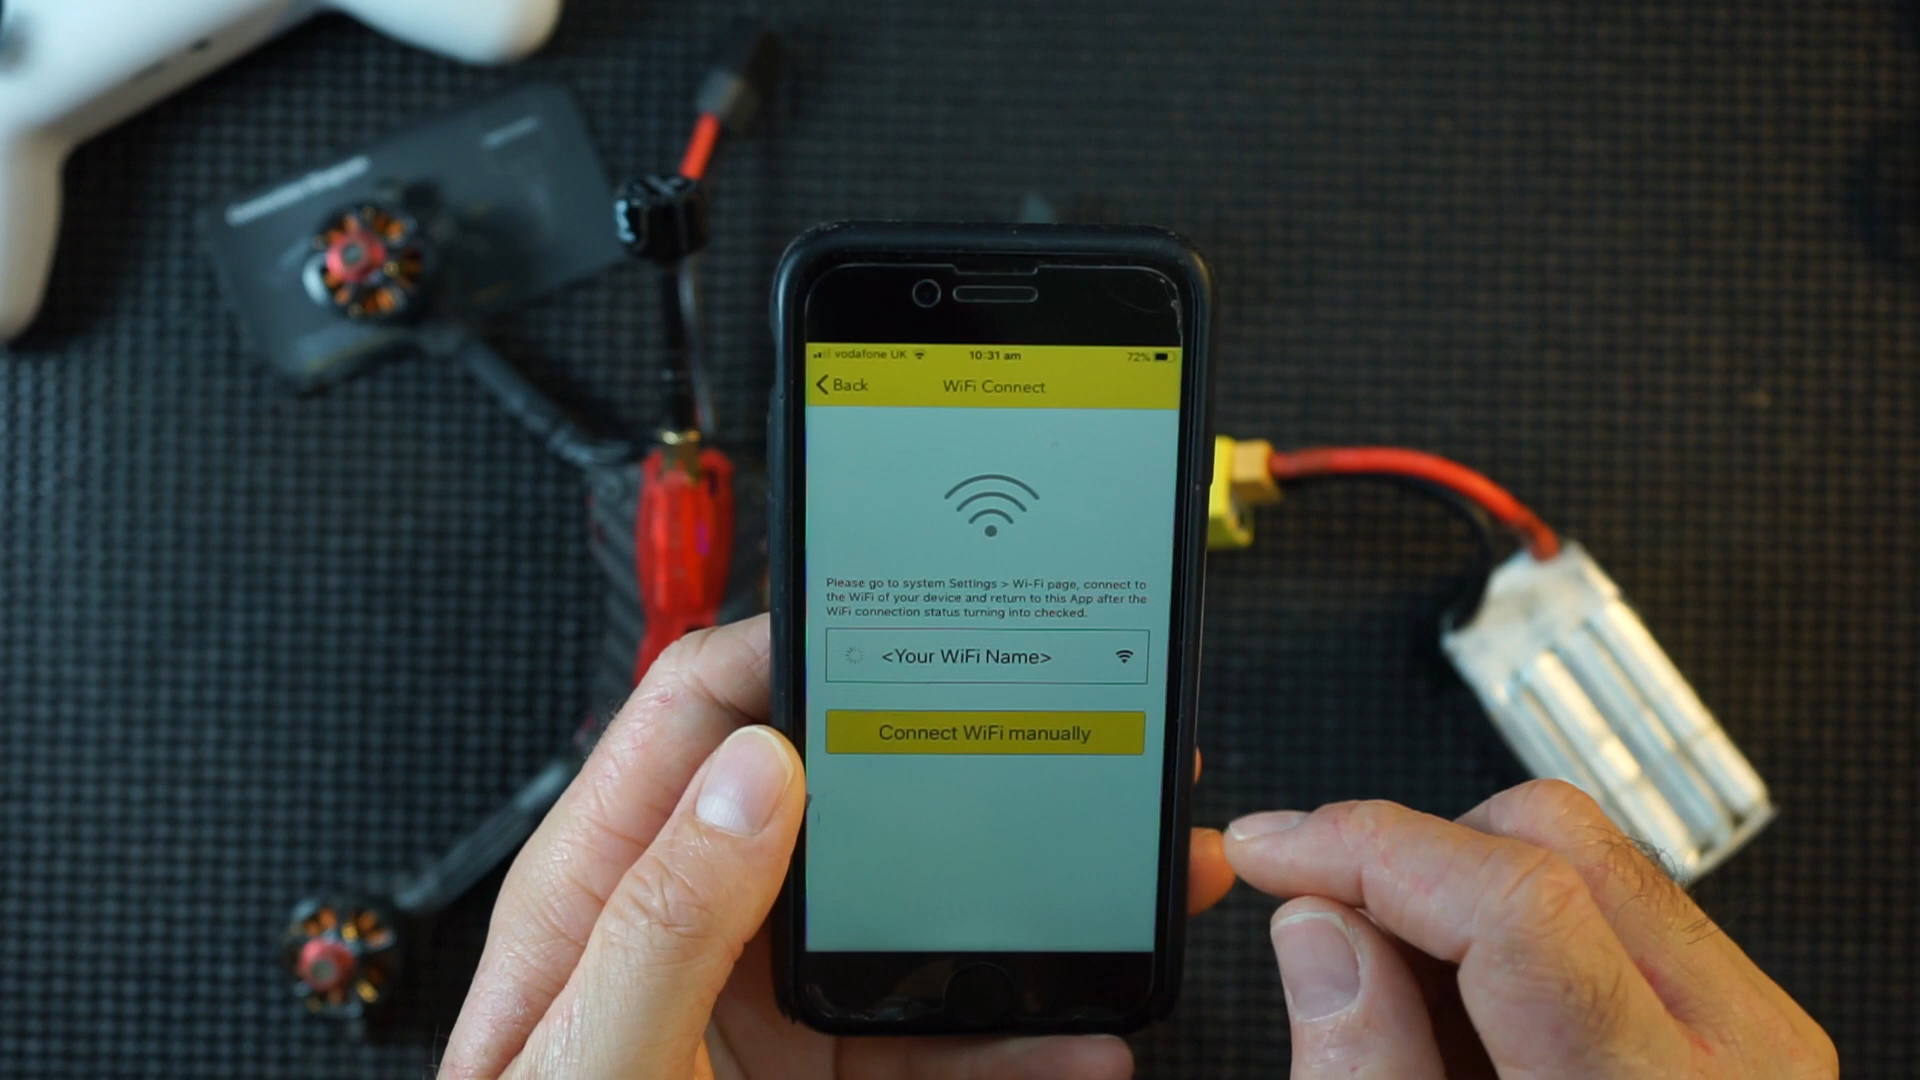 vodafone UK 10:31 am 72%
Back WiFi Connect
Please go to system Settings > Wi-Fi page, connect to
the WiFi of your device and return to this App after the
WiFi connection status turning into checked.
<Your WiFi Name>
Connect WiFi manually